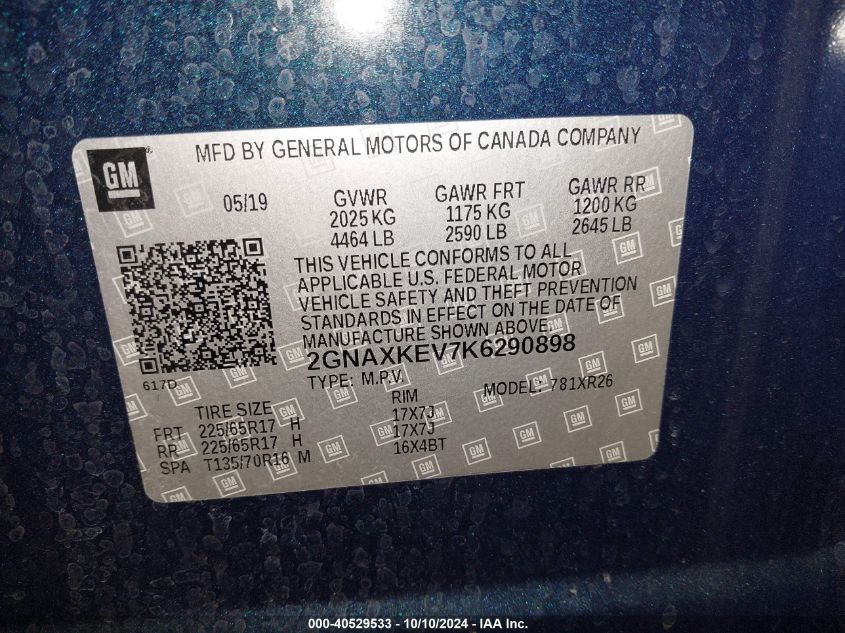 GM
MFD BY GENERAL MOTORS OF CANADA COMPANY
05/19
GVWR
2025 KG
4464 LB
GAWR FRT
1175 KG
2590 LB
GAWR RR
1200 KG
2645 LB
THIS VEHICLE CONFORMS TO ALL
APPLICABLE U.S. FEDERAL MOTOR
VEHICLE SAFETY AND THEFT PREVENTION
STANDARDS IN EFFECT ON THE DATE OF
MANUFACTURE SHOWN ABOVE.
2GNAXKEV7K6290898
617D
TYPE: M.P.V.
MODEL: 781XR26
TIRE SIZE RIM
FRT 225/65R17 H 17X7J
RR 225/65R17 H 17X7J
SPA T135/70R16 M 16X4BT
000-40529533 - 10/10/2024 - IAA Inc.